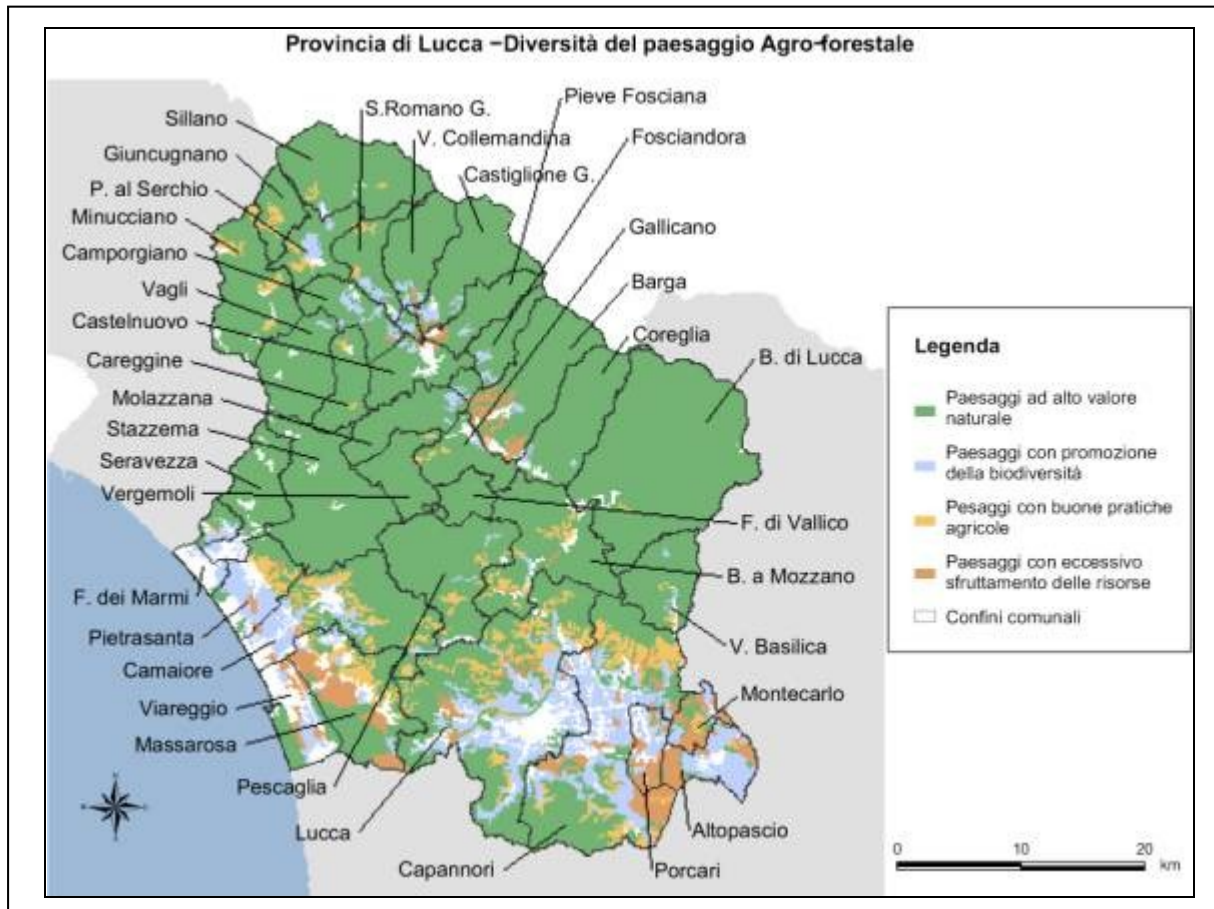 Provincia di Lucca –Diversità del paesaggio Agro-forestale
Pieve Fosciana
S.Romano G.
Sillano
V. Collemandina
Fosciandora
Giuncugnano
Castiglione G.
P. al Serchio
Minucciano
Gallicano
Camporgiano
Barga
Vagli
Castelnuovo
Coreglia
Careggine
B. di Lucca
Molazzana
Stazzema
Seravezza
Vergemoli
F. di Vallico
B. a Mozzano
F. dei Marmi
Pietrasanta
V. Basilica
Camaiore
Montecarlo
Viareggio
Massarosa
Pescaglia
Lucca
Altopascio
Capannori
Porcari
Legenda
Paesaggi ad alto valore
naturale
Paesaggi con promozione
della biodiversità
Pesaggi con buone pratiche
agricole
Paesaggi con eccessivo
sfruttamento delle risorse
Confini comunali
0 10 20
km